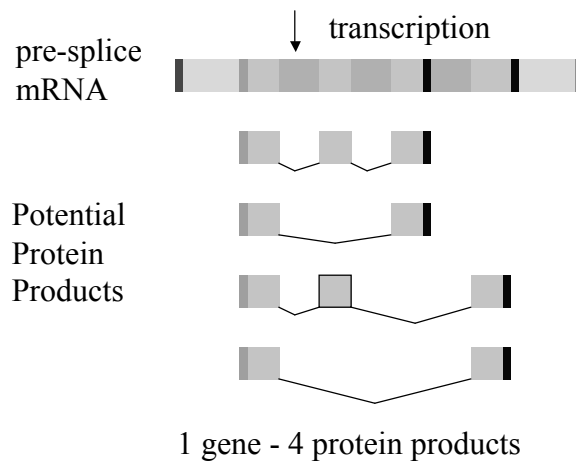 transcription
pre-splice
mRNA
Potential
Protein
Products
1 gene - 4 protein products